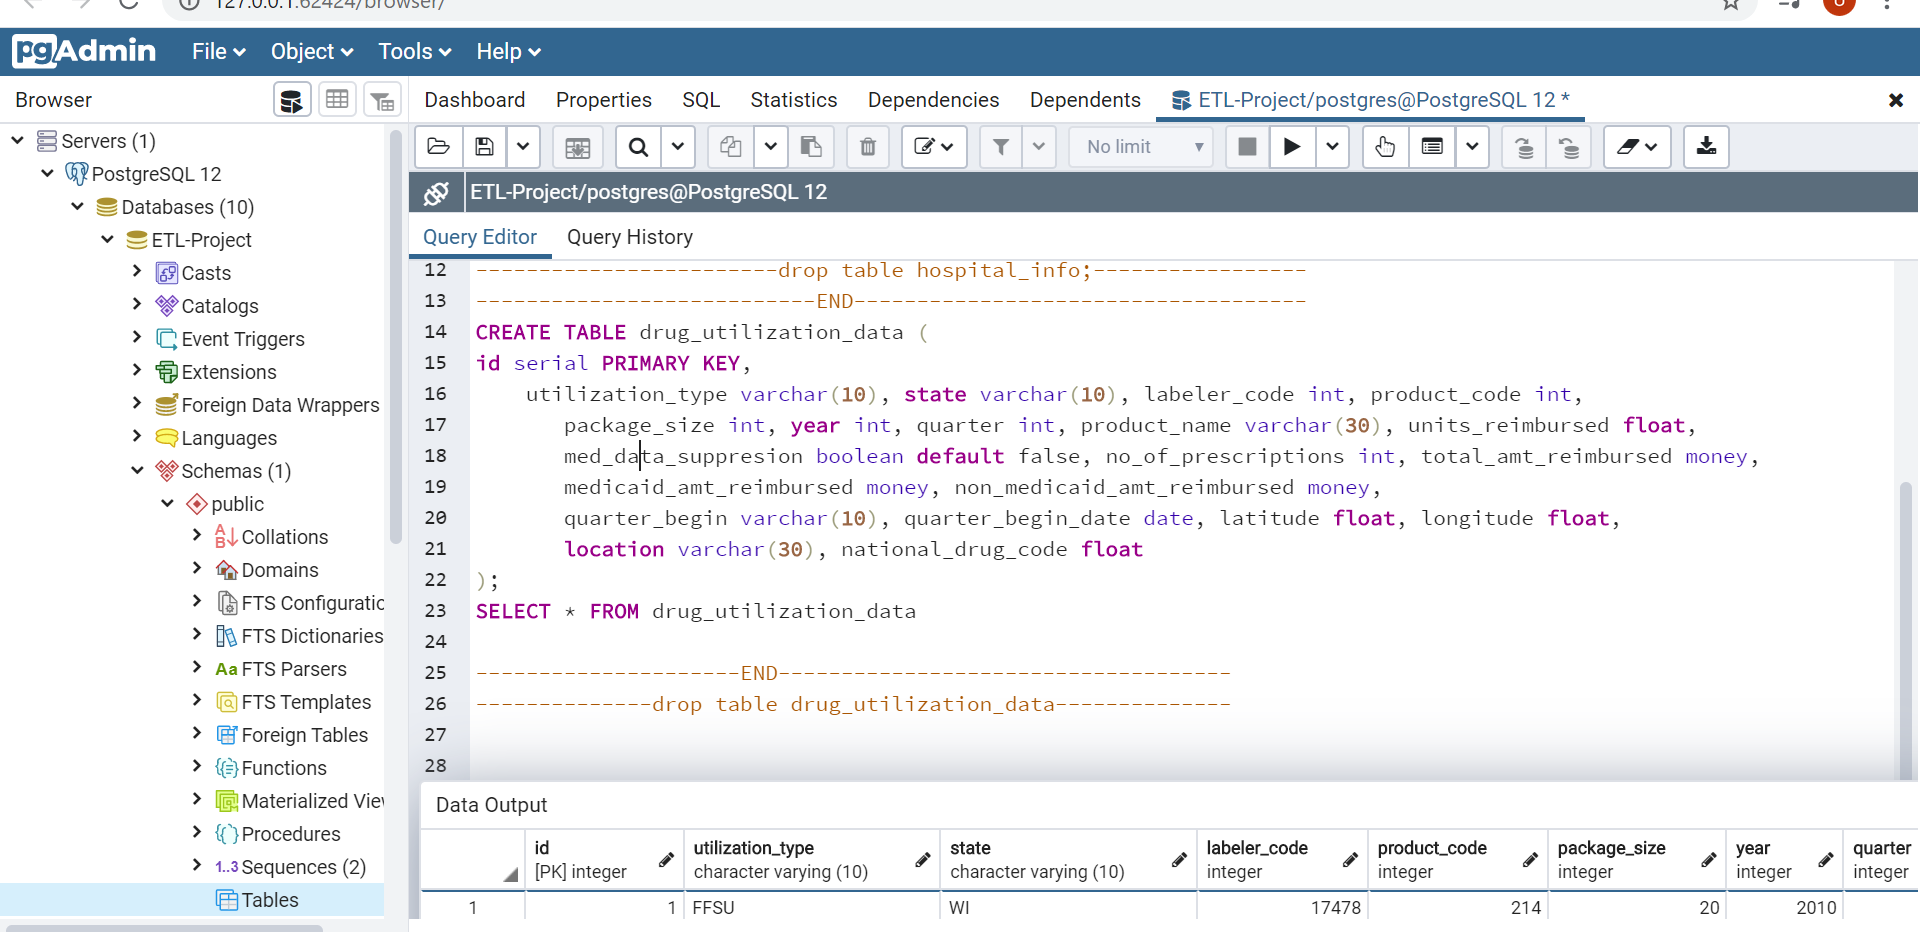 127.0.0.1:62424/browser/
pgAdmin File Object Tools Help
Browser
Dashboard Properties SQL Statistics Dependencies Dependents ETL-Project/postgres@PostgreSQL 12 *
No limit
ETL-Project/postgres@PostgreSQL 12
Query Editor Query History
Servers (1)
PostgreSQL 12
Databases (10)
ETL-Project
Casts
Catalogs
Event Triggers
Extensions
Foreign Data Wrappers
Languages
Schemas (1)
public
Collations
Domains
FTS Configuratio
FTS Dictionaries
Aa FTS Parsers
FTS Templates
Foreign Tables
Functions
Materialized Vie
Procedures
1..3 Sequences (2)
Tables
12 ------------------------drop table hospital_info;-----------------
13 ---------------------------END------------------------------------
14 CREATE TABLE drug_utilization_data (
15 id serial PRIMARY KEY,
16 utilization_type varchar(10), state varchar(10), labeler_code int, product_code int,
17 package_size int, year int, quarter int, product_name varchar(30), units_reimbursed float,
18 med_data_suppresion boolean default false, no_of_prescriptions int, total_amt_reimbursed money,
19 medicaid_amt_reimbursed money, non_medicaid_amt_reimbursed money,
20 quarter_begin varchar(10), quarter_begin_date date, latitude float, longitude float,
21 location varchar(30), national_drug_code float
22 );
23 SELECT * FROM drug_utilization_data
24
25 ---------------------END------------------------------------
26 --------------drop table drug_utilization_data--------------
27
28
Data Output
id utilization_type state labeler_code product_code package_size year quarter
[PK] integer character varying (10) character varying (10) integer integer integer integer integer
1 1 FFSU WI 17478 214 20 2010